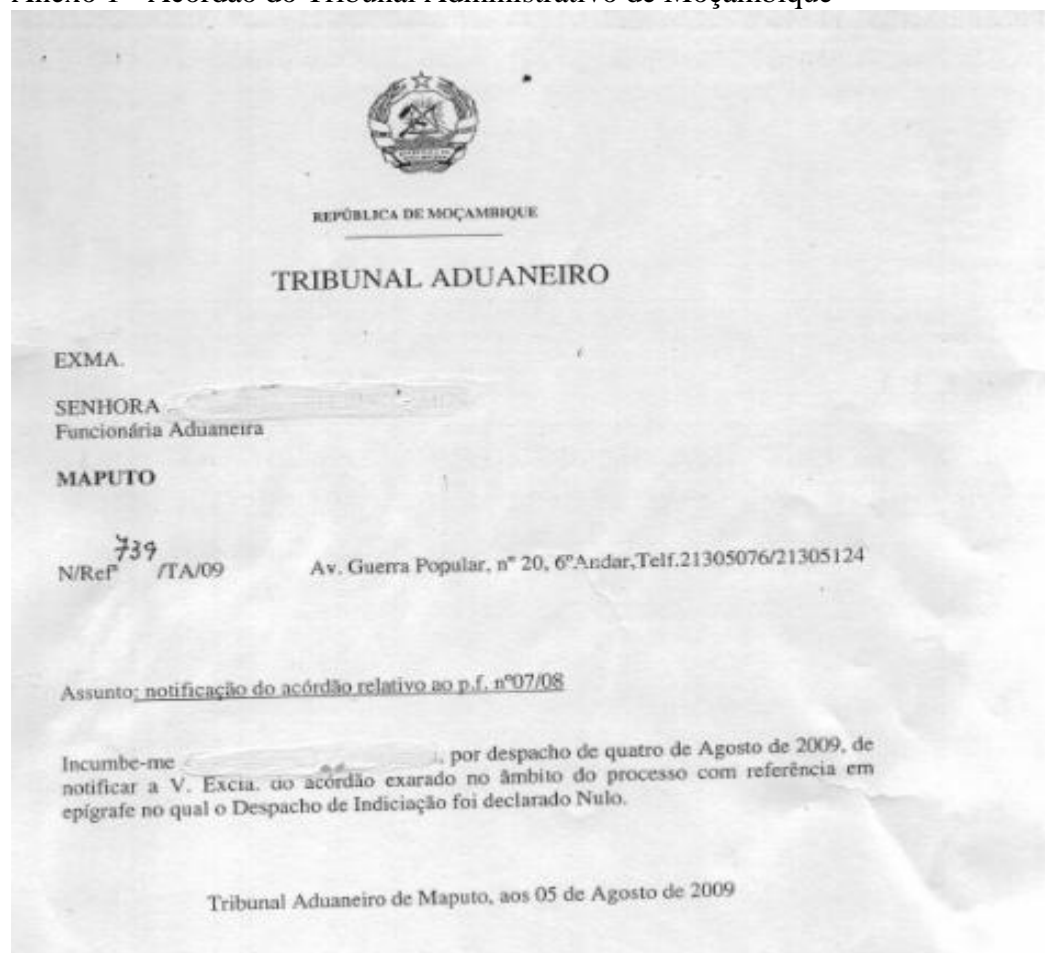 Anexo 1 - Acórdão do Tribunal Administrativo de Moçambique
REPÚBLICA DE MOÇAMBIQUE
TRIBUNAL ADUANEIRO
EXMA.
SENHORA
Funcionária Aduaneira
MAPUTO
739
N/Refª /TA/09 Av. Guerra Popular, nº 20, 6ºAndar,Telf.21305076/21305124
Assunto: notificação do acórdão relativo ao p.f. nº07/08
Incumbe-me , por despacho de quatro de Agosto de 2009, de
notificar a V. Excia. do acórdão exarado no âmbito do processo com referência em
epígrafe no qual o Despacho de Indiciação foi declarado Nulo.
Tribunal Aduaneiro de Maputo, aos 05 de Agosto de 2009